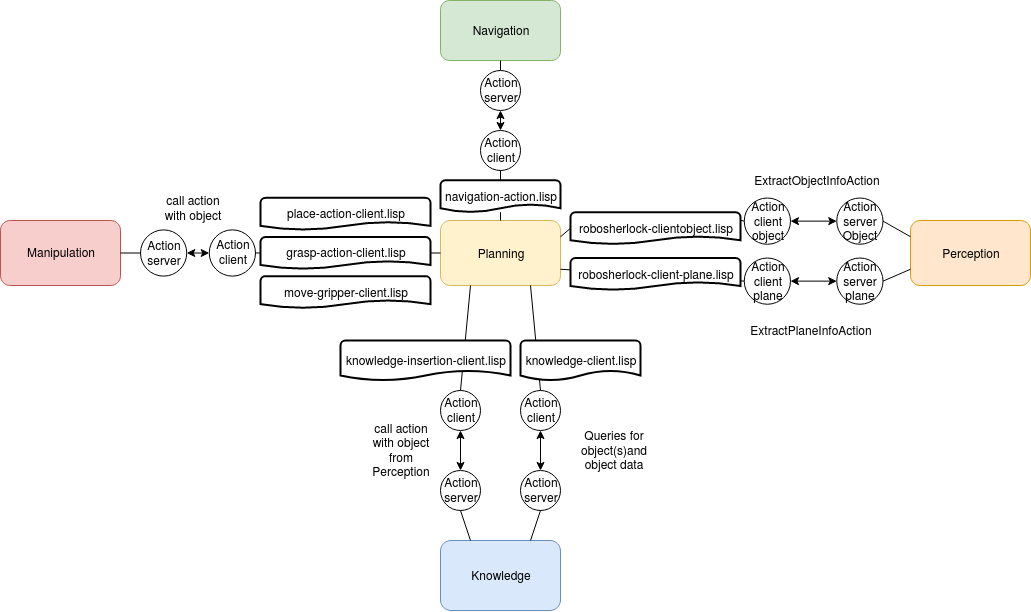 Navigation
Action
server
Action
client
navigation-action.lisp
call action
with object
place-action-client.lisp
grasp-action-client.lisp
move-gripper-client.lisp
Manipulation
Action
server
Action
client
Planning
robosherlock-clientobject.lisp
robosherlock-client-plane.lisp
ExtractObjectInfoAction
Action
client
object
Action
server
Object
Action
client
plane
Action
server
plane
ExtractPlaneInfoAction
Perception
knowledge-insertion-client.lisp
knowledge-client.lisp
Action
client
Action
client
call action
with object
from
Perception
Queries for
object(s)and
object data
Action
server
Action
server
Knowledge